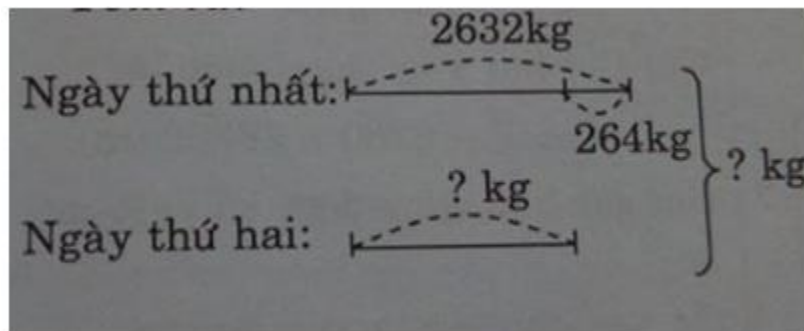 2632kg
Ngày thứ nhất:
264kg
? kg
? kg
Ngày thứ hai: